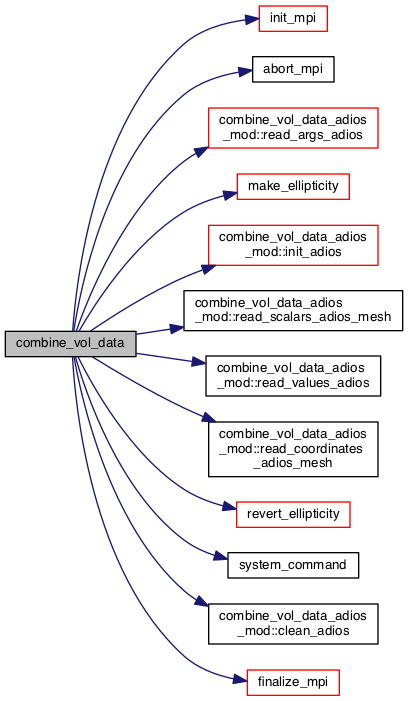 init_mpi
abort_mpi
combine_vol_data_adios
_mod::read_args_adios
make_ellipticity
combine_vol_data_adios
_mod::init_adios
combine_vol_data_adios
_mod::read_scalars_adios_mesh
combine_vol_data
combine_vol_data_adios
_mod::read_values_adios
combine_vol_data_adios
_mod::read_coordinates
_adios_mesh
revert_ellipticity
system_command
combine_vol_data_adios
_mod::clean_adios
finalize_mpi